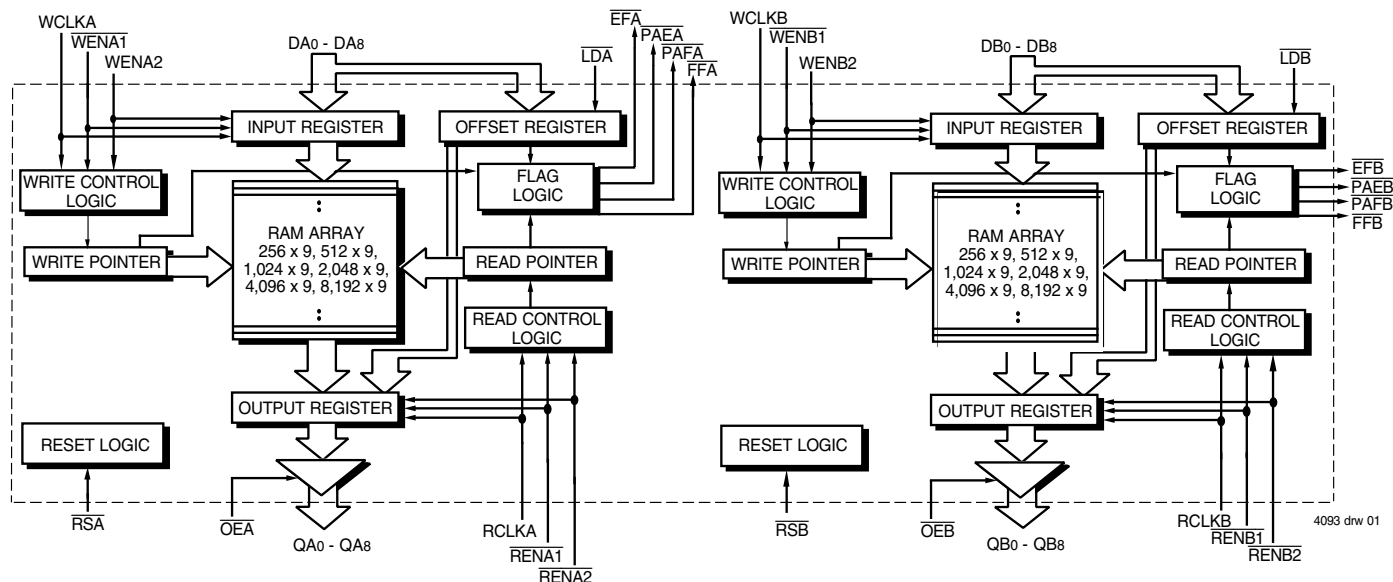 WCLKA
WENA1
WENA2
DA0 - DA8
LDA
EFA
PAEA
PAFA
FFA
INPUT REGISTER
OFFSET REGISTER
WRITE CONTROL
LOGIC
FLAG
LOGIC
WRITE POINTER
RAM ARRAY
256 x 9, 512 x 9,
1,024 x 9, 2,048 x 9,
4,096 x 9, 8,192 x 9
READ POINTER
READ CONTROL
LOGIC
OUTPUT REGISTER
RESET LOGIC
RSA
OEA
QA0 - QA8
RCLKA
RENA1
RENA2
WCLKB
WENB1
WENB2
DB0 - DB8
LDB
INPUT REGISTER
OFFSET REGISTER
WRITE CONTROL
LOGIC
FLAG
LOGIC
EFB
PAEB
PAFB
FFB
WRITE POINTER
RAM ARRAY
256 x 9, 512 x 9,
1,024 x 9, 2,048 x 9,
4,096 x 9, 8,192 x 9
READ POINTER
READ CONTROL
LOGIC
OUTPUT REGISTER
RESET LOGIC
RSB
OEB
QB0 - QB8
RCLKB
RENB1
RENB2
4093 drw 01